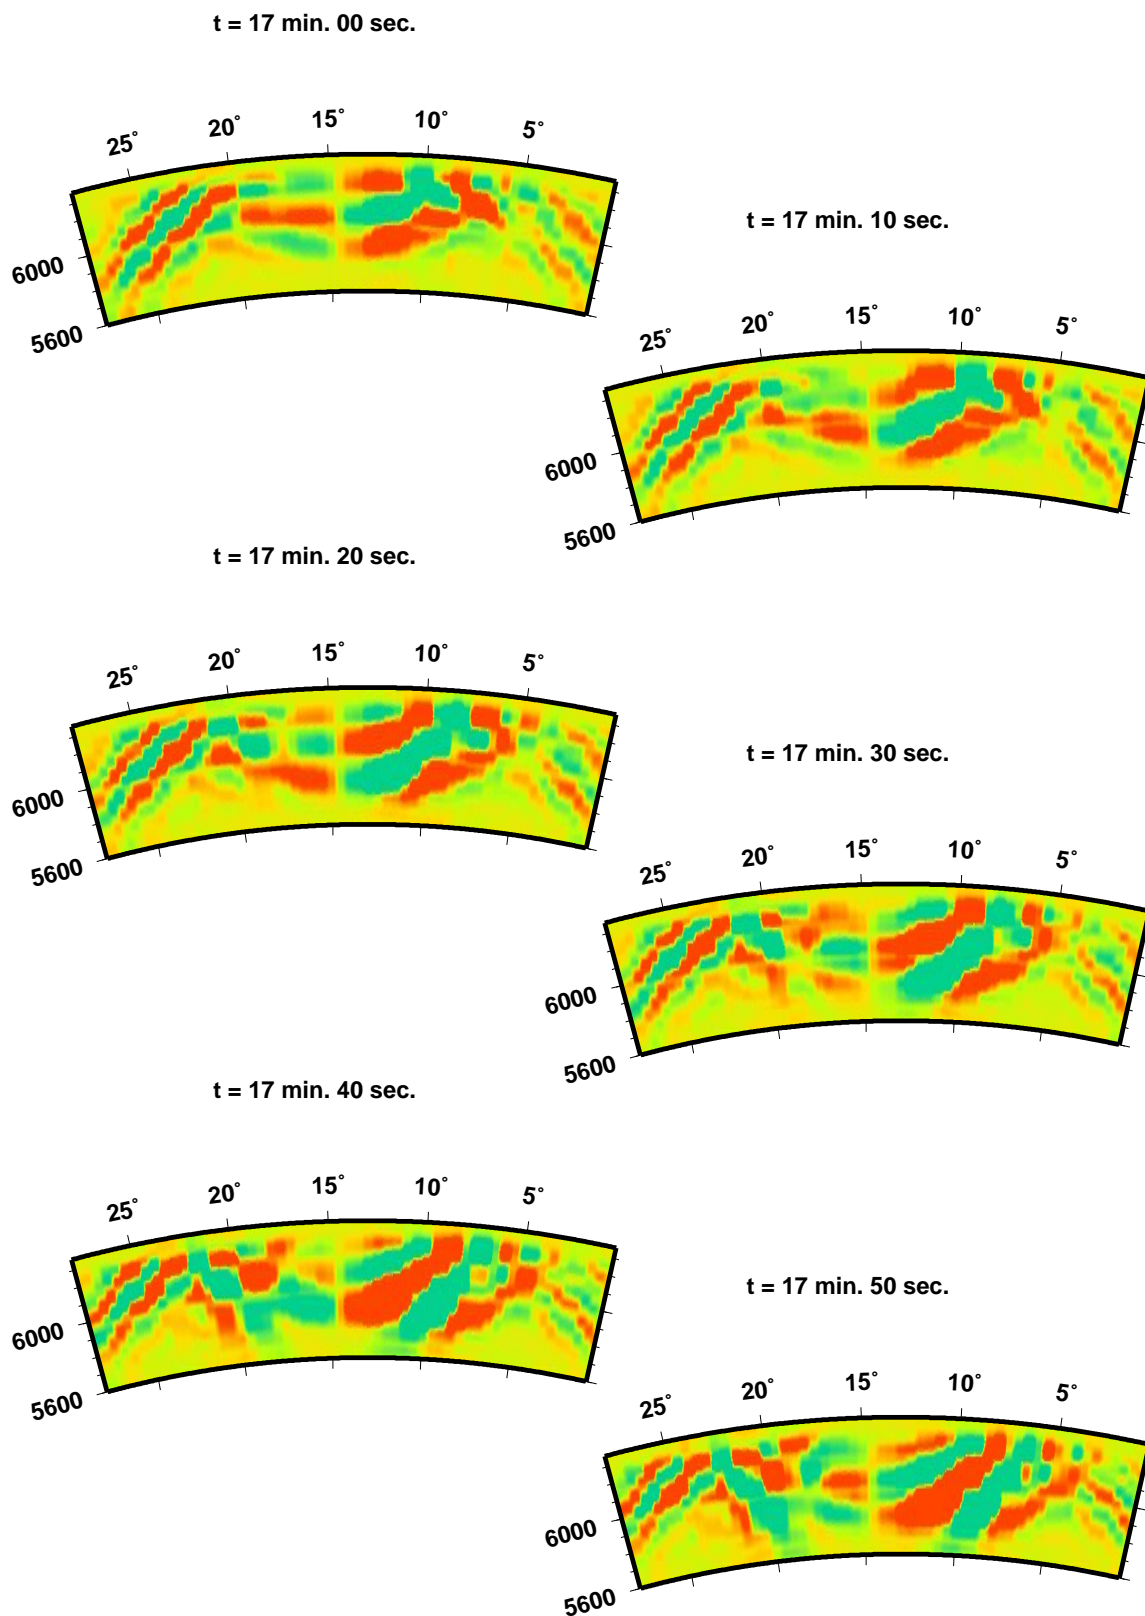 t = 17 min. 00 sec.
25° 20° 15° 10° 5°
6000
5600
t = 17 min. 10 sec.
25° 20° 15° 10° 5°
6000
5600
t = 17 min. 20 sec.
25° 20° 15° 10° 5°
6000
5600
t = 17 min. 30 sec.
25° 20° 15° 10° 5°
6000
5600
t = 17 min. 40 sec.
25° 20° 15° 10° 5°
6000
5600
t = 17 min. 50 sec.
25° 20° 15° 10° 5°
6000
5600